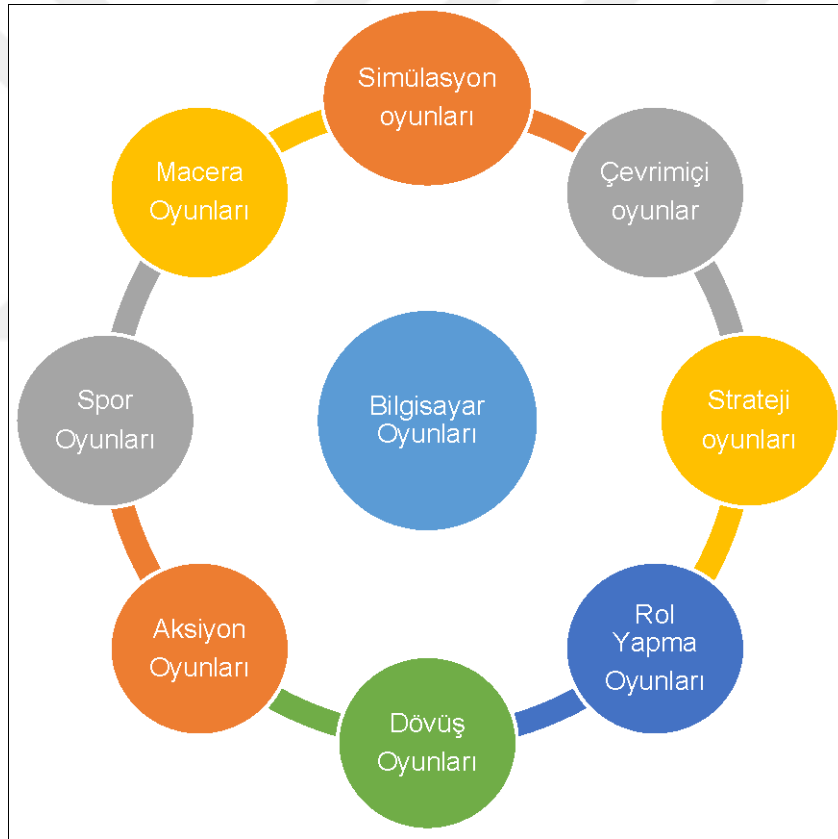 Simülasyon
oyunları
Çevrimiçi
oyunlar
Strateji
oyunları
Rol
Yapma
Oyunları
Dövüş
Oyunları
Aksiyon
Oyunları
Spor
Oyunları
Macera
Oyunları
Bilgisayar
Oyunları